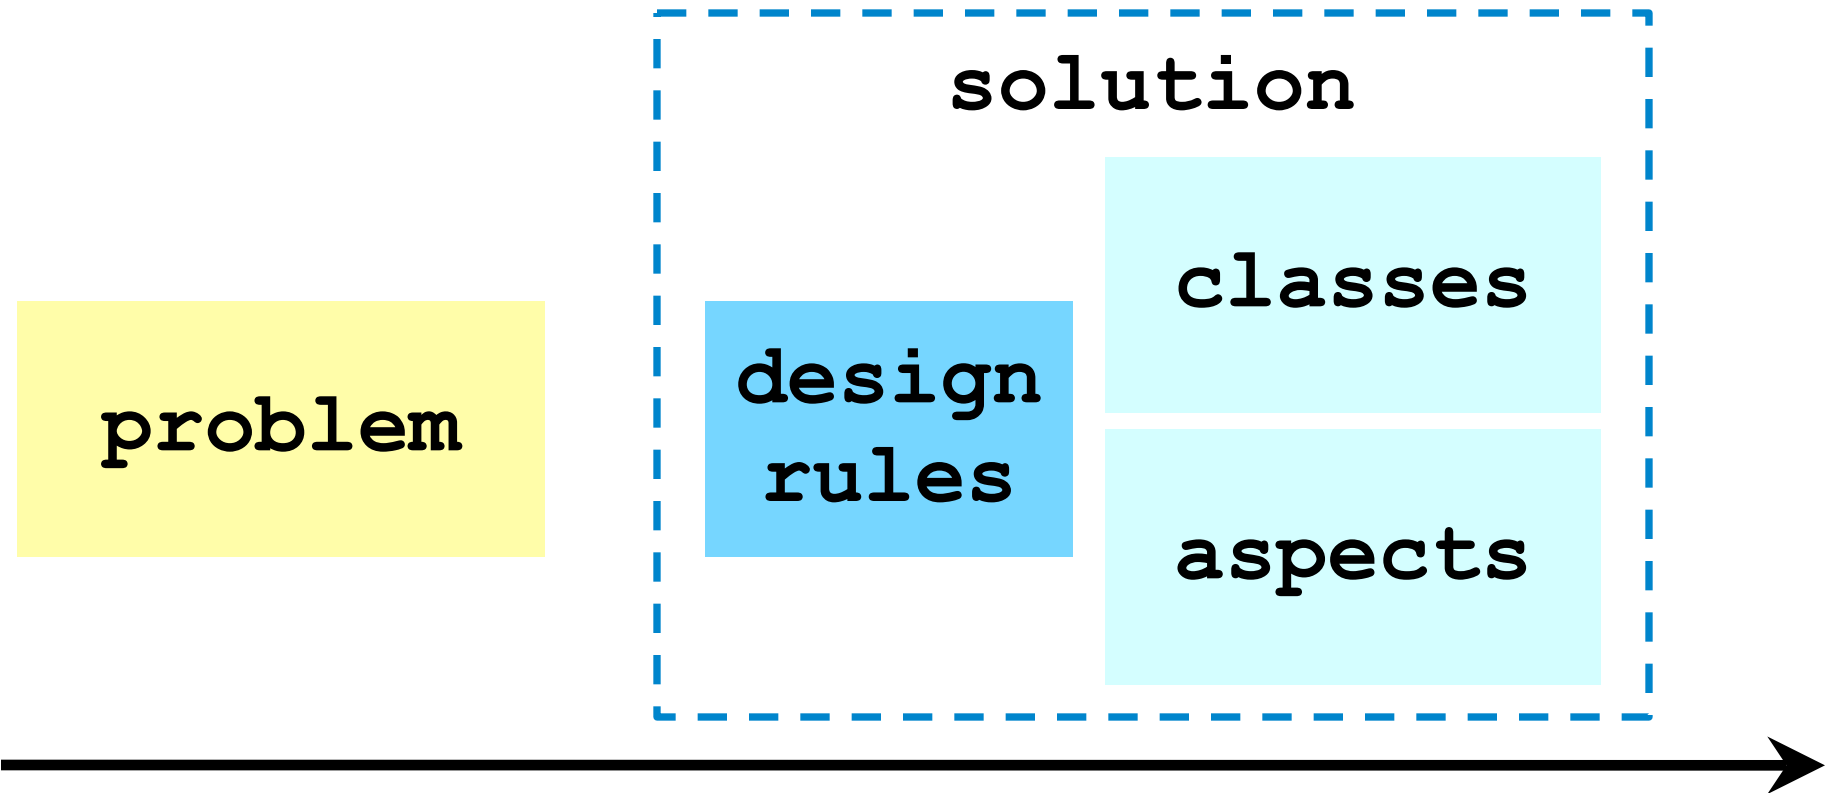 solution
problem
design
rules
classes
aspects